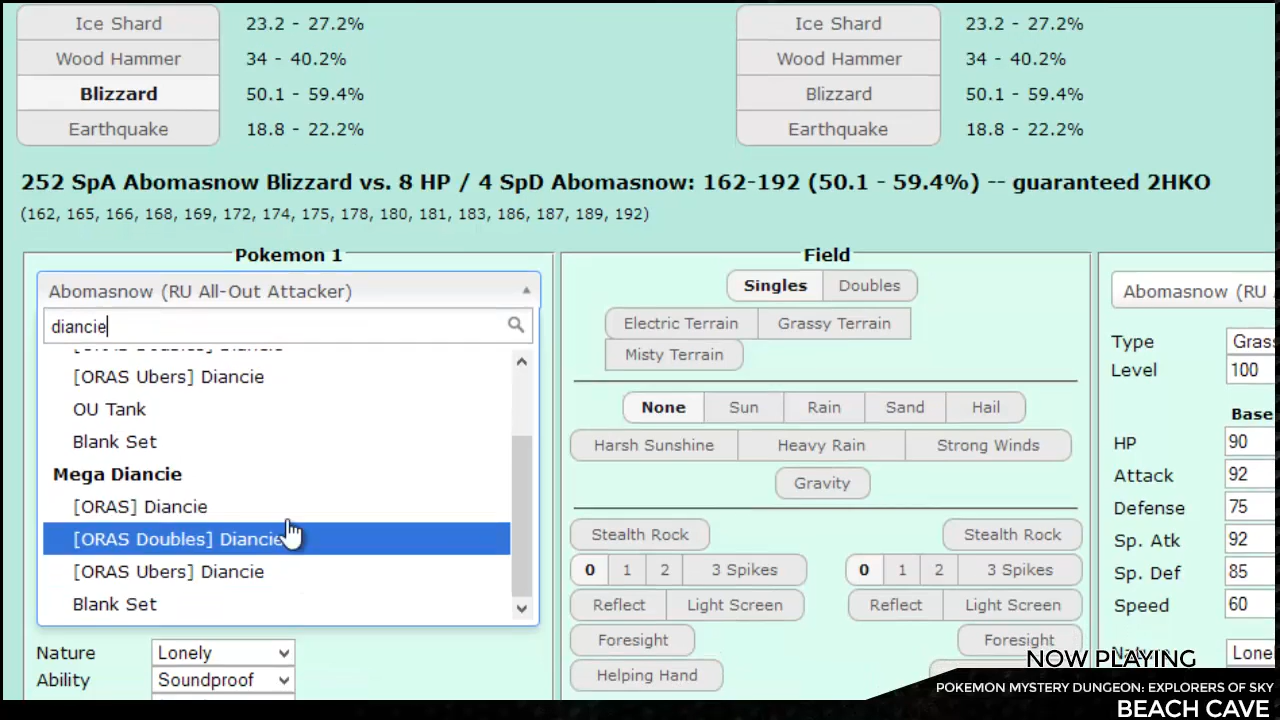 Ice Shard 23.2 - 27.2% Ice Shard 23.2 - 27.2%
Wood Hammer 34 - 40.2% Wood Hammer 34 - 40.2%
Blizzard 50.1 - 59.4% Blizzard 50.1 - 59.4%
Earthquake 18.8 - 22.2% Earthquake 18.8 - 22.2%
252 SpA Abomasnow Blizzard vs. 8 HP / 4 SpD Abomasnow: 162-192 (50.1 - 59.4%) -- guaranteed 2HKO
(162, 165, 166, 168, 169, 172, 174, 175, 178, 180, 181, 183, 186, 187, 189, 192)
Pokemon 1
Abomasnow (RU All-Out Attacker)
diancie
[ORAS Doubles] Diancie
[ORAS Ubers] Diancie
OU Tank
Blank Set
Mega Diancie
[ORAS] Diancie
[ORAS Doubles] Diancie
[ORAS Ubers] Diancie
Blank Set
Nature Lonely
Ability Soundproof
Field
Singles Doubles
Electric Terrain Grassy Terrain
Misty Terrain
None Sun Rain Sand Hail
Harsh Sunshine Heavy Rain Strong Winds
Gravity
Stealth Rock Stealth Rock
0 1 2 3 Spikes 0 1 2 3 Spikes
Reflect Light Screen Reflect Light Screen
Foresight Foresight
Helping Hand
Abomasnow (RU
Type Grass
Level 100
Base
HP 90
Attack 92
Defense 75
Sp. Atk 92
Sp. Def 85
Speed 60
Lone
NOW PLAYING
POKEMON MYSTERY DUNGEON: EXPLORERS OF SKY
BEACH CAVE